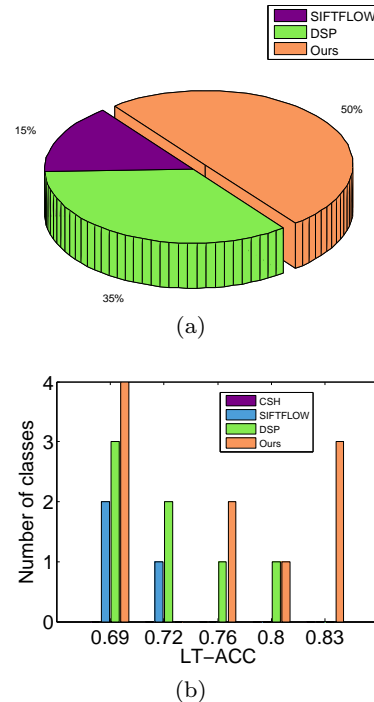 SIFTFLOW
DSP
Ours
50%
15%
35%
(a)
4
CSH
SIFTFLOW
DSP
Ours
3
2
1
0
Number of classes
0.69 0.72 0.76 0.8 0.83
LT-ACC
(b)